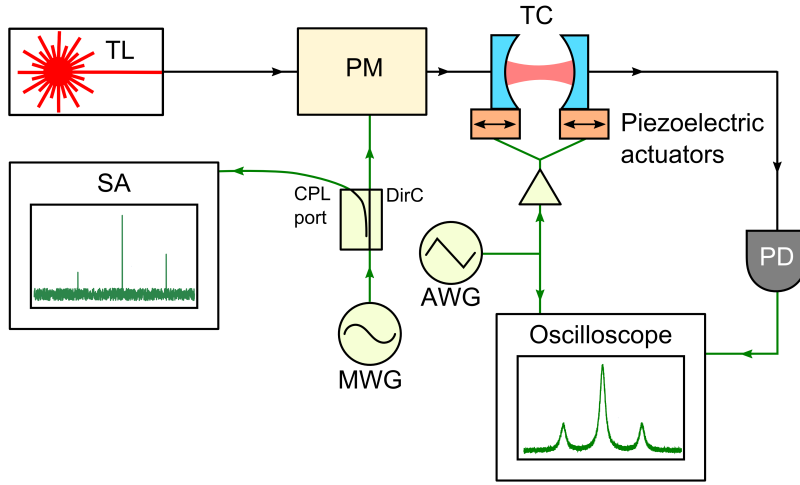 TL
PM
TC
Piezoelectric
actuators
SA
CPL
port
DirC
PD
AWG
MWG
Oscilloscope